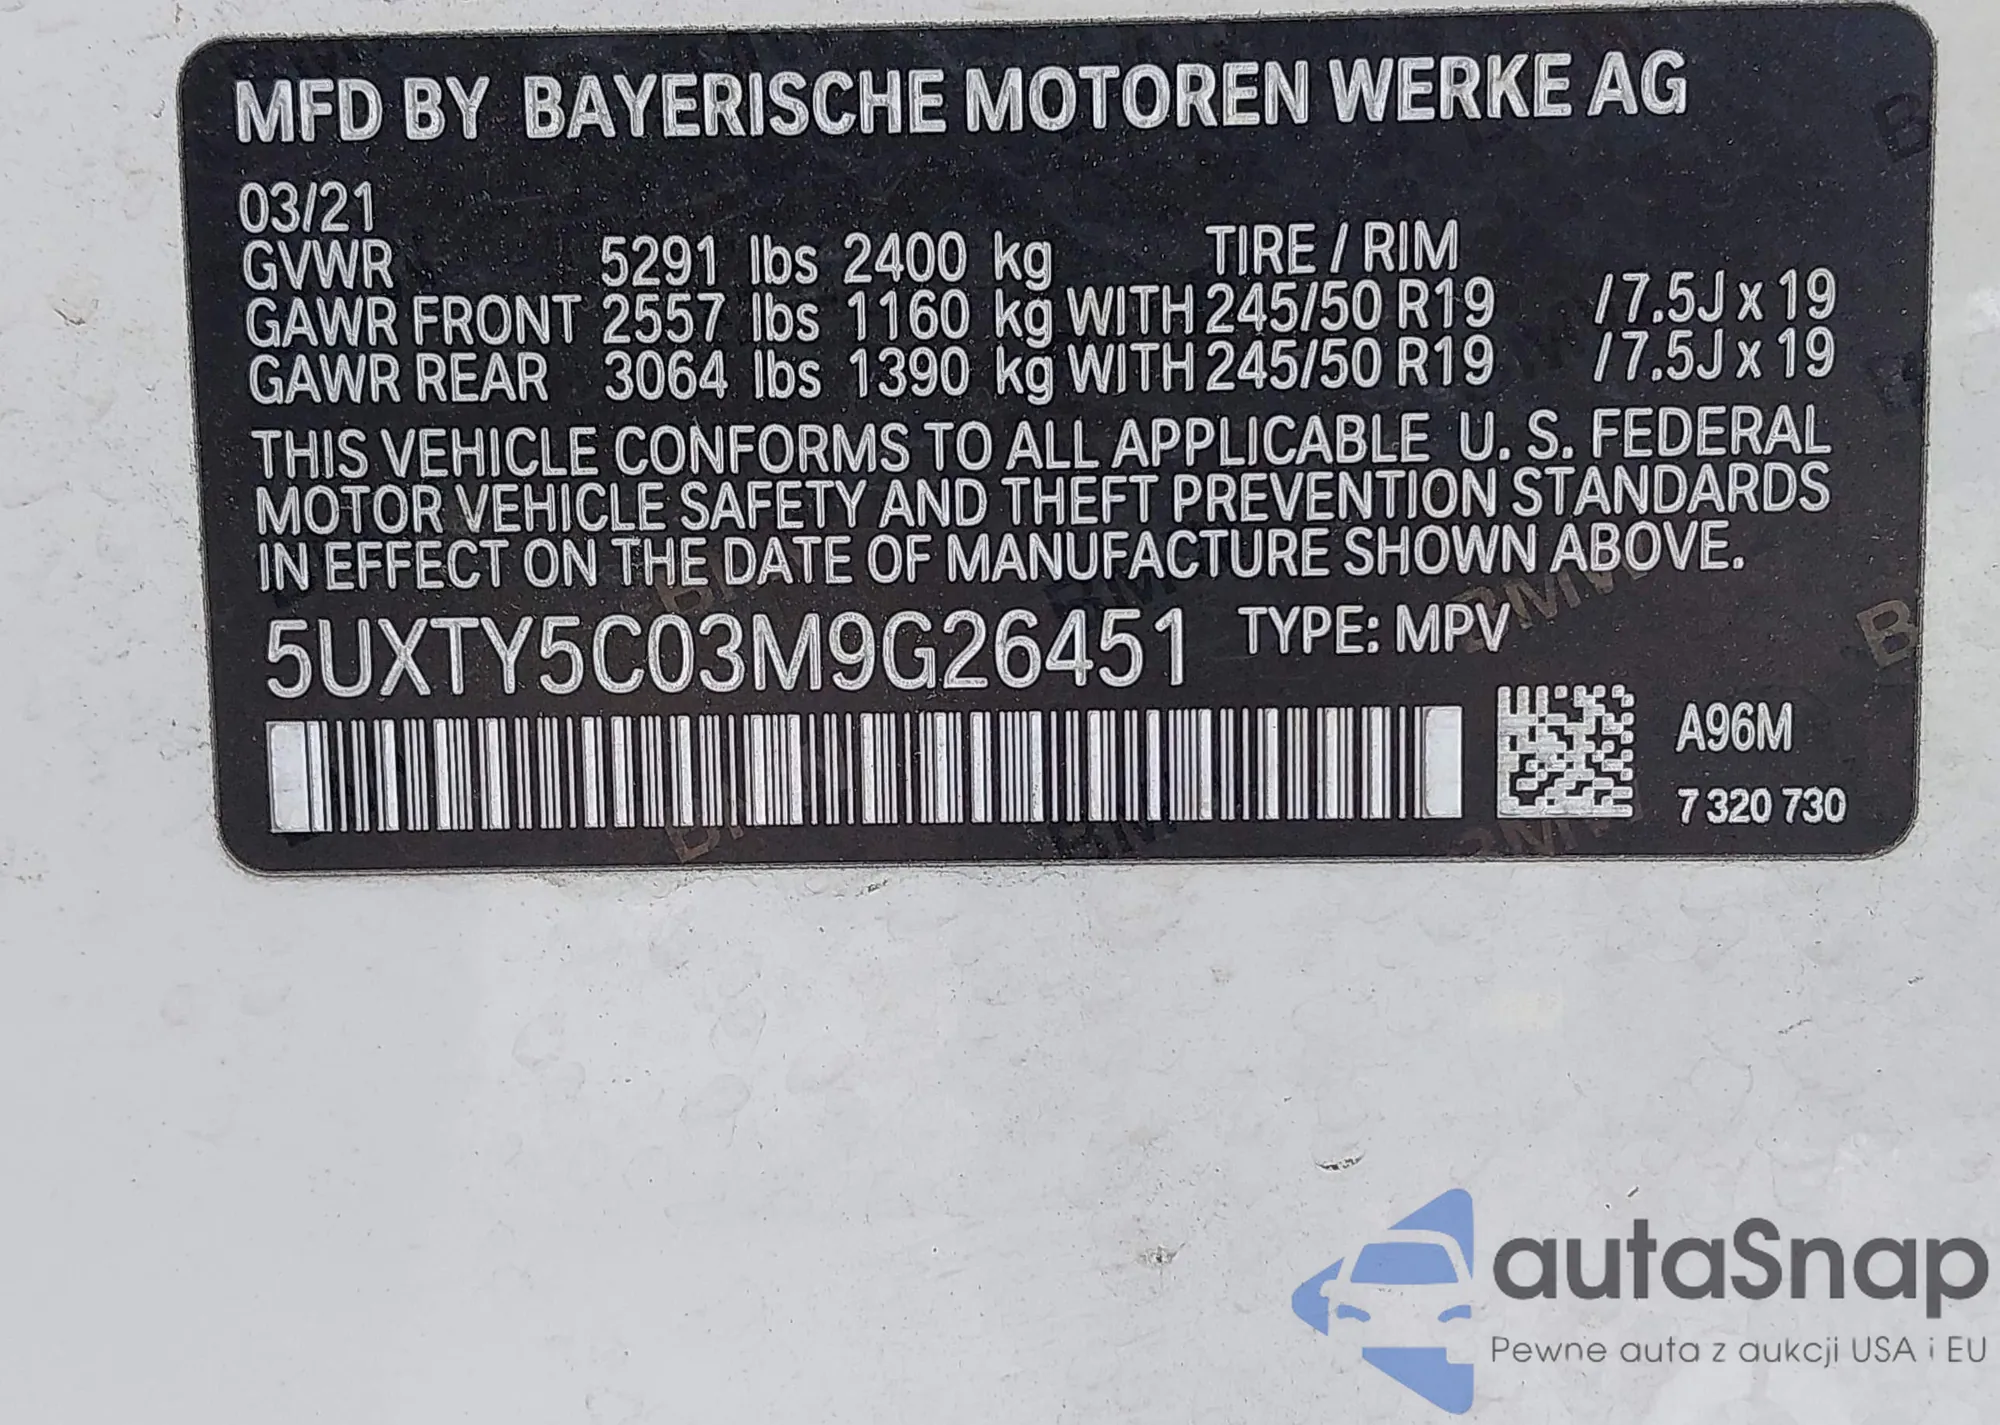 MFD BY BAYERISCHE MOTOREN WERKE AG
03/21
GVWR 5291 lbs 2400 kg TIRE / RIM
GAWR FRONT 2557 lbs 1160 kg WITH 245/50 R19 /7.5J x 19
GAWR REAR 3064 lbs 1390 kg WITH 245/50 R19 /7.5J x 19
THIS VEHICLE CONFORMS TO ALL APPLICABLE U. S. FEDERAL
MOTOR VEHICLE SAFETY AND THEFT PREVENTION STANDARDS
IN EFFECT ON THE DATE OF MANUFACTURE SHOWN ABOVE.
5UXTY5C03M9G26451 TYPE: MPV
A96M
7 320 730
autaSnap
Pewne auta z aukcji USA i EU